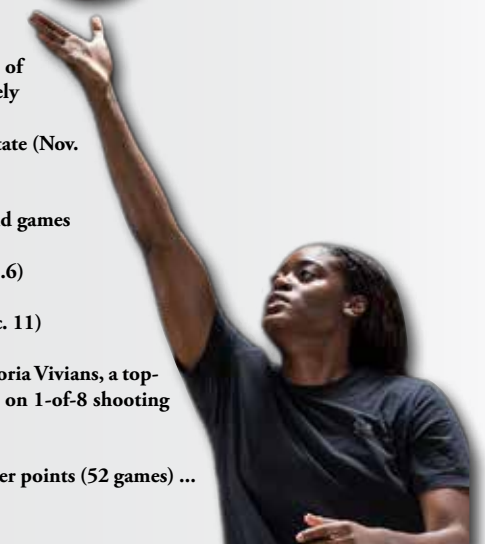 of
ely
tate (Nov.
d games
.6)
c. 11)
oria Vivians, a top-
on 1-of-8 shooting
er points (52 games) ...